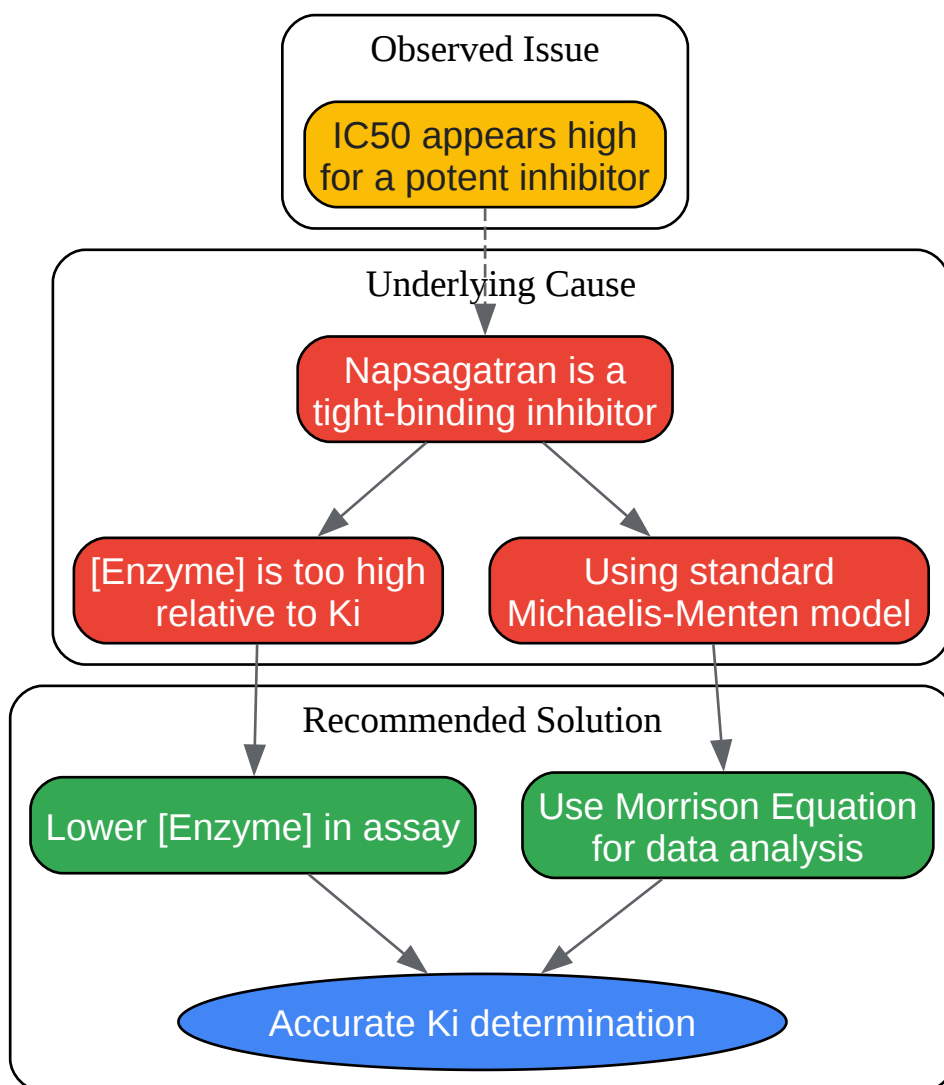 Observed Issue
IC50 appears high
for a potent inhibitor
Underlying Cause
Napsagatran is a
tight-binding inhibitor
[Enzyme] is too high
relative to Ki
Using standard
Michaelis-Menten model
Recommended Solution
Lower [Enzyme] in assay
Use Morrison Equation
for data analysis
Accurate Ki determination